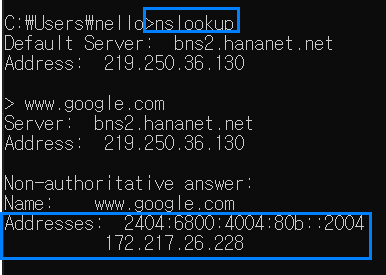 C:₩Users₩nello>nslookup
Default Server:  bns2.hananet.net
Address:  219.250.36.130
> www.google.com
Server:  bns2.hananet.net
Address:  219.250.36.130
Non-authoritative answer:
Name:    www.google.com
Addresses:  2404:6800:4004:80b::2004
172.217.26.228